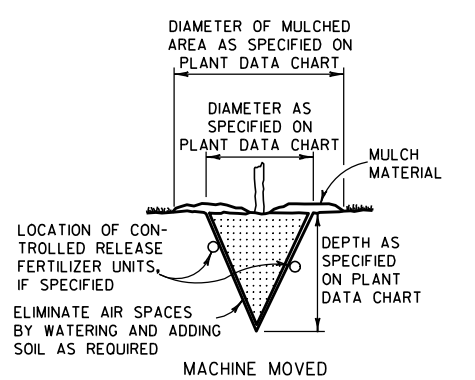 DIAMETER OF MULCHED
AREA AS SPECIFIED ON
PLANT DATA CHART
DIAMETER AS
SPECIFIED ON
PLANT DATA CHART
MULCH
MATERIAL
LOCATION OF CON-
TROLLED RELEASE
FERTILIZER UNITS,
IF SPECIFIED
DEPTH AS
SPECIFIED
ON PLANT
DATA CHART
ELIMINATE AIR SPACES
BY WATERING AND ADDING
SOIL AS REQUIRED
MACHINE MOVED